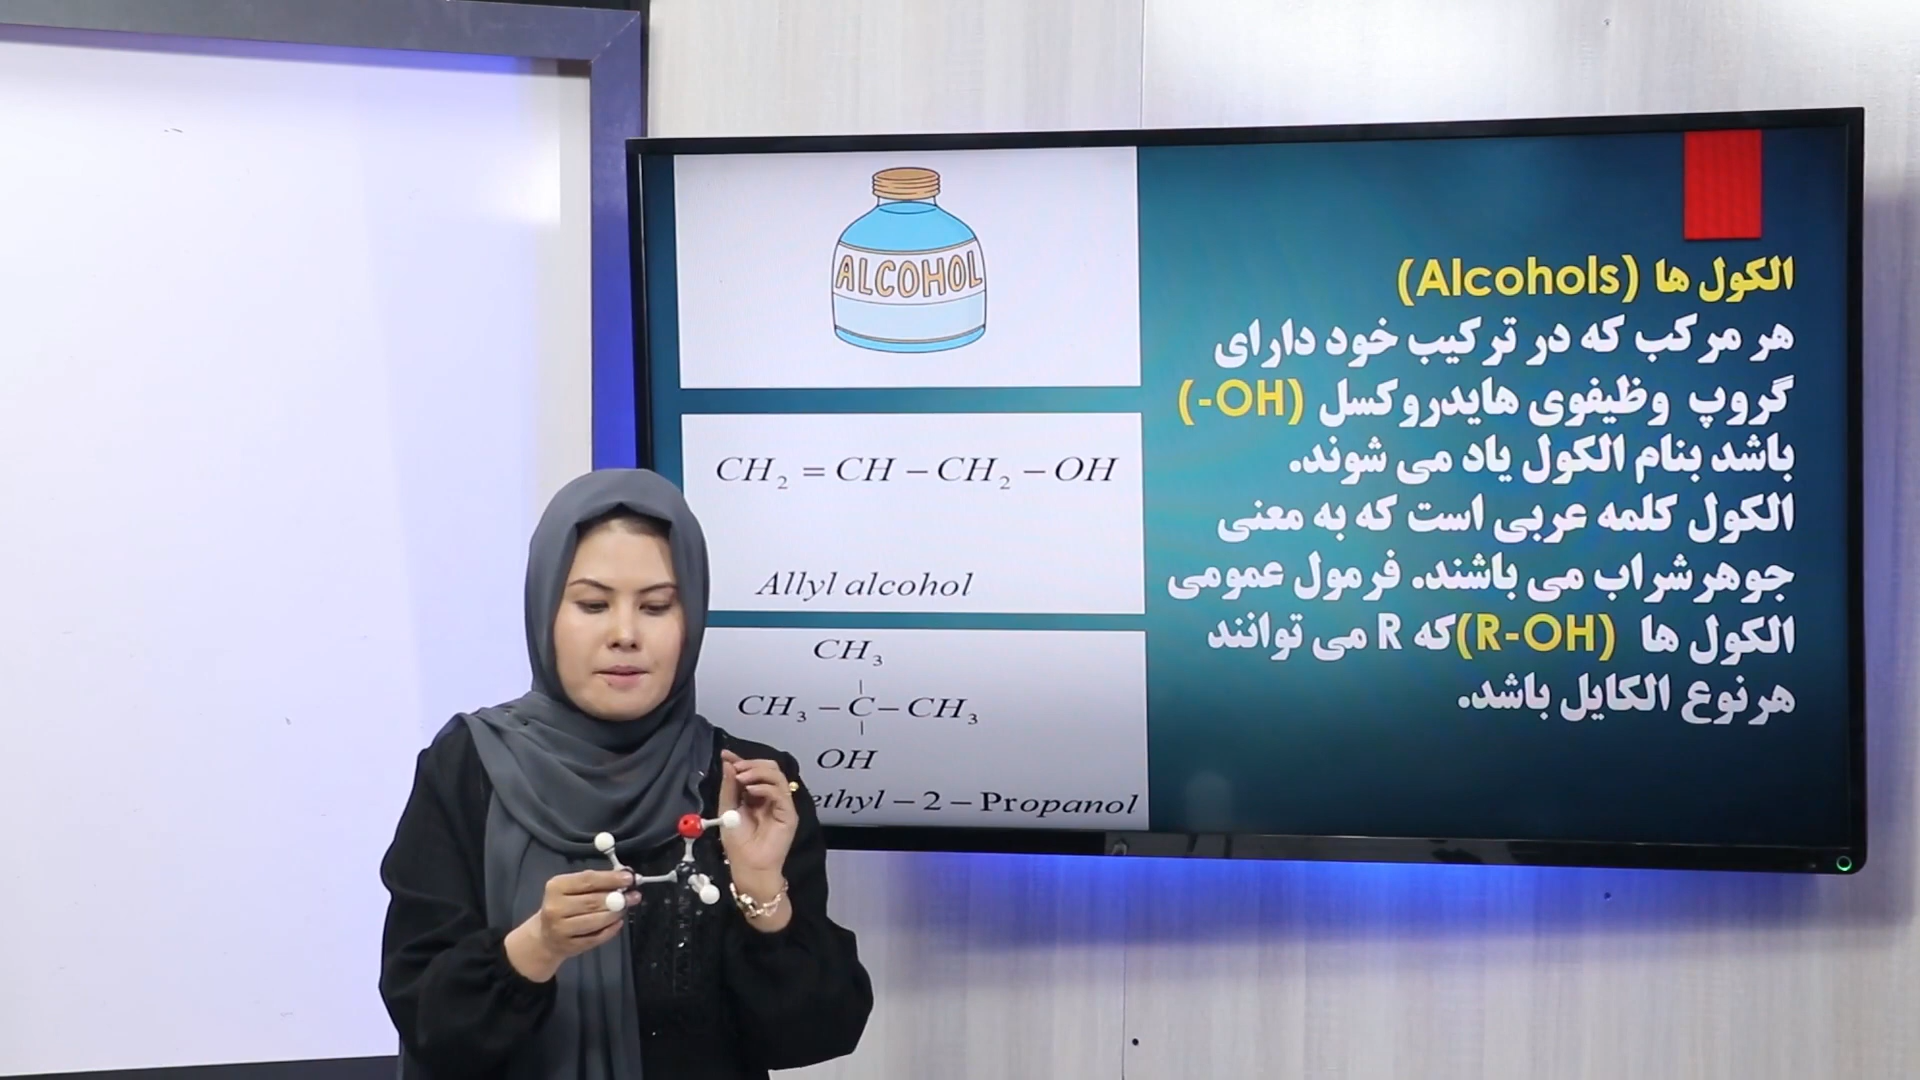 ALCOHOL
CH₂ = CH – CH₂ – OH
Allyl alcohol
CH₃
CH₃ – C – CH₃
OH
ethyl – 2 – Propanol
الکول ها (Alcohols)
هر مرکب که در ترکیب خود دارای
گروپ وظیفوی هایدروکسل (OH-)
باشد بنام الکول یاد می شوند.
الکول کلمه عربی است که به معنی
جوهرشراب می باشند. فرمول عمومی
الکول ها (R-OH)که R می توانند
هرنوع الکایل باشد.